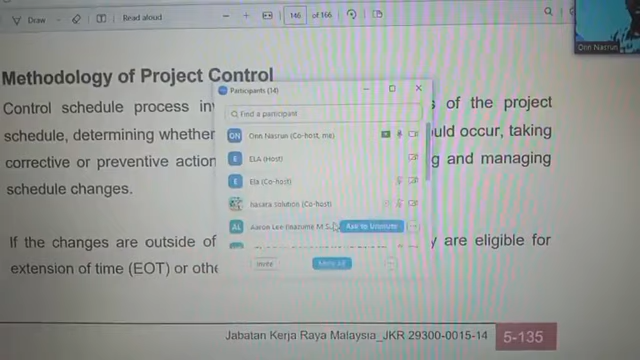 Draw
Read aloud
146 of 166
Onn Nasrun
Methodology of Project Control
Participants (14)
Control schedule process in
s of the project
Find a participant
schedule, determining whether
uld occur, taking
ON Onn Nasrun (Co-host, me)
corrective or preventive action
g and managing
E ELA (Host)
schedule changes.
E Ela (Co-host)
hasata solution (Co-host)
AL Aaron Lee (Inazume M S... Ask to Unmute
If the changes are outside of
y are eligible for
extension of time (EOT) or othe
Invite
Mute All
Jabatan Kerja Raya Malaysia_JKR 29300-0015-14 5-135